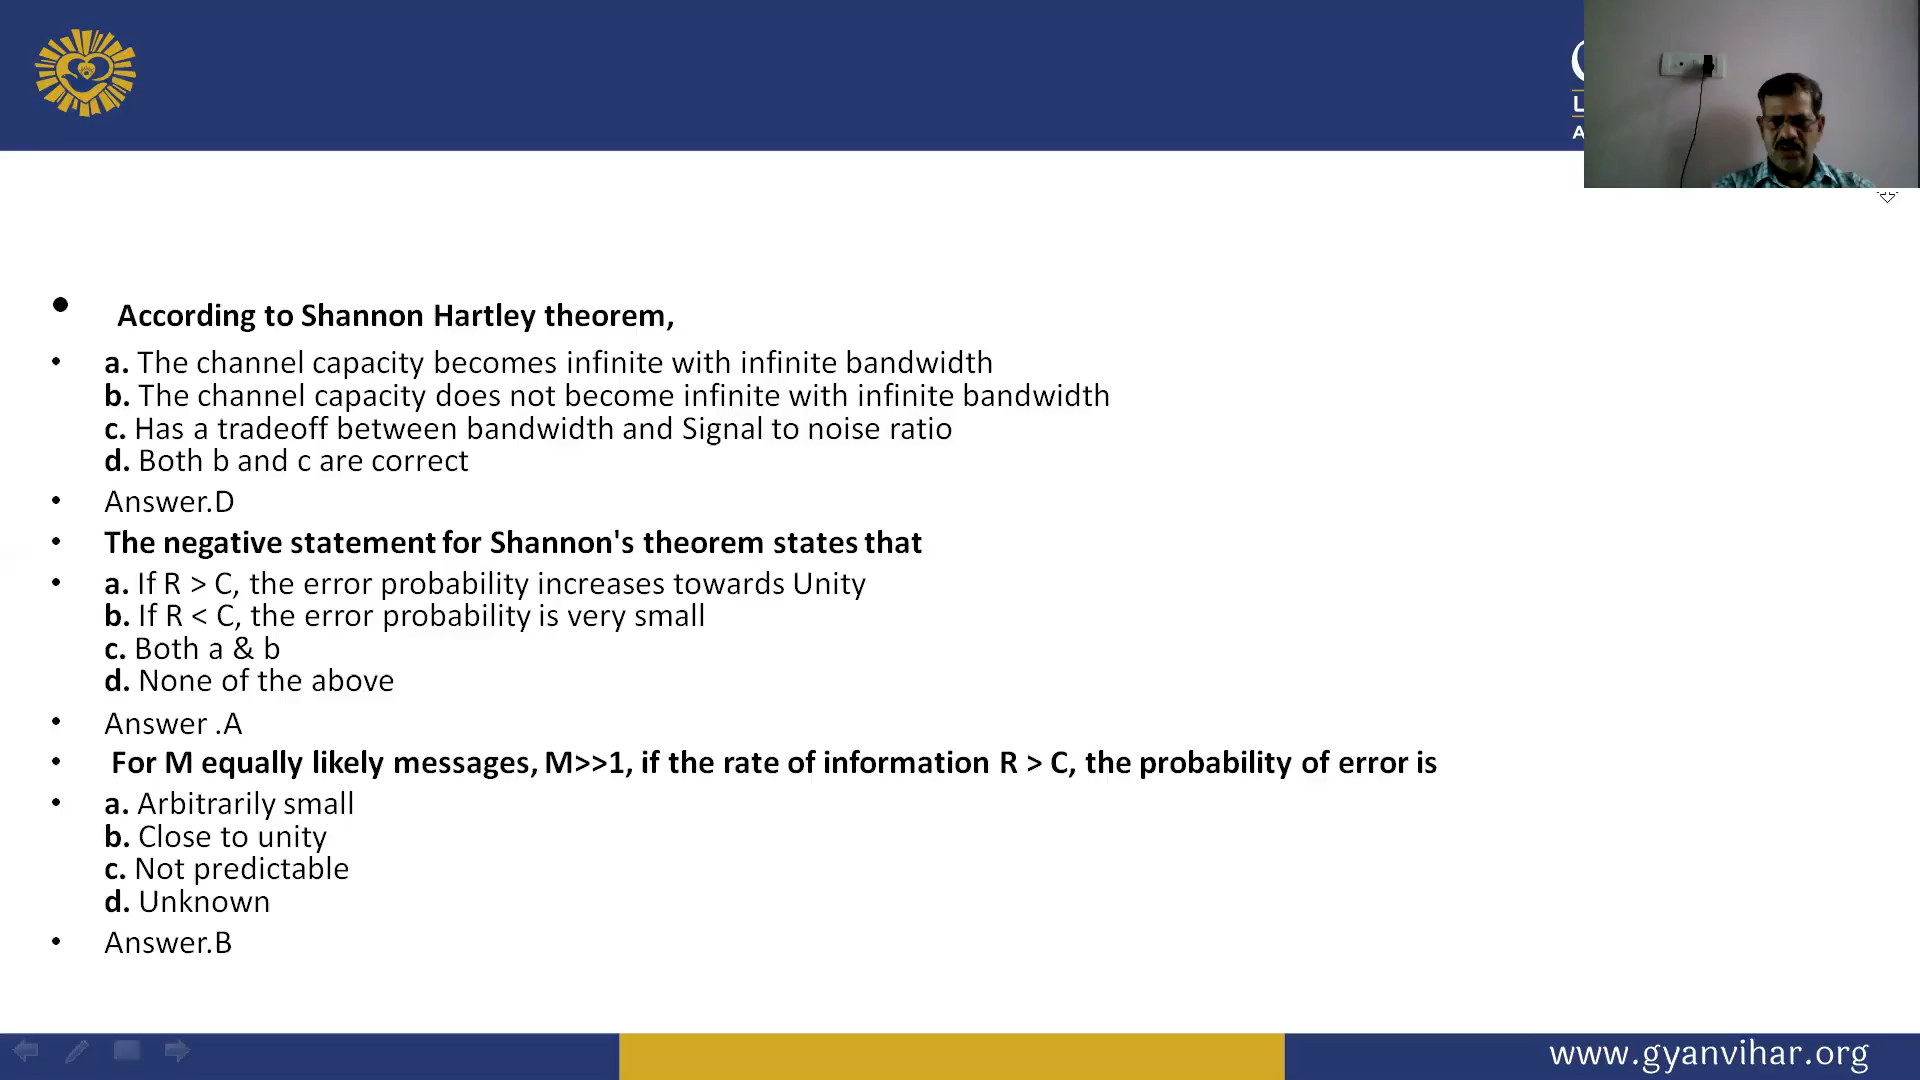 • According to Shannon Hartley theorem,
• a. The channel capacity becomes infinite with infinite bandwidth
b. The channel capacity does not become infinite with infinite bandwidth
c. Has a tradeoff between bandwidth and Signal to noise ratio
d. Both b and c are correct
• Answer.D
• The negative statement for Shannon's theorem states that
• a. If R > C, the error probability increases towards Unity
b. If R < C, the error probability is very small
c. Both a & b
d. None of the above
• Answer .A
• For M equally likely messages, M>>1, if the rate of information R > C, the probability of error is
• a. Arbitrarily small
b. Close to unity
c. Not predictable
d. Unknown
• Answer.B
www.gyanvihar.org